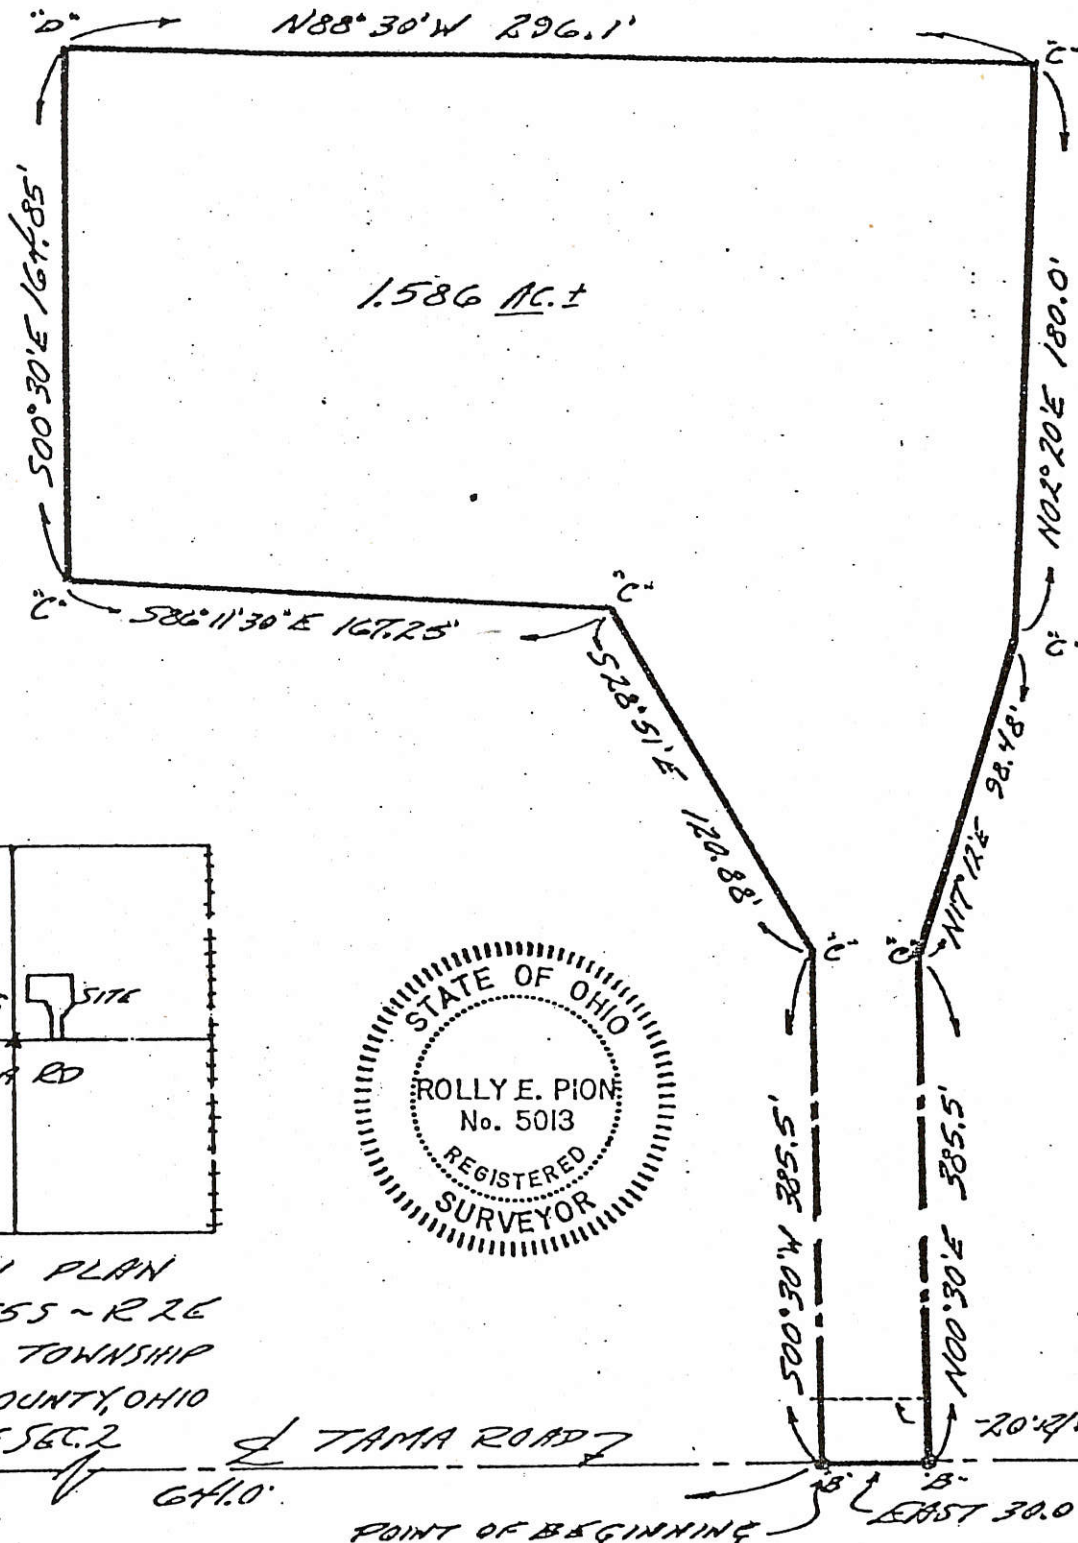 "D"
N88°30'W 296.1'
"C"
S00°30'E 164.85'
1.586 AC.±
N02°20'E 180.0'
"C"
S86°11'30"E 167.25'
"C"
"C"
S28°51'E 120.88'
N17°12'E 98.48'
"C"
"C"
SITE
RD
STATE OF OHIO
ROLLY E. PION
No. 5013
REGISTERED
SURVEYOR
PLAN
R 2E
TOWNSHIP
OUNTY, OHIO
SEC. 2
S00°30'W 385.5'
N00°30'E 385.5'
TAMA ROAD
641.0'
"B"
"B"
POINT OF BEGINNING
EAST 30.0